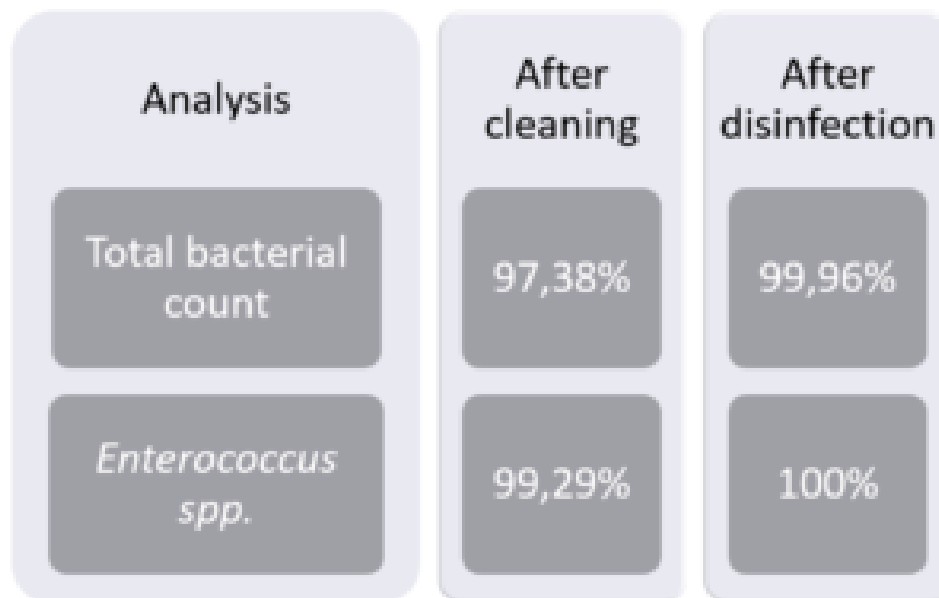 Analysis
After
cleaning
After
disinfection
Total bacterial
count
97,38%
99,96%
Enterococcus
spp.
99,29%
100%